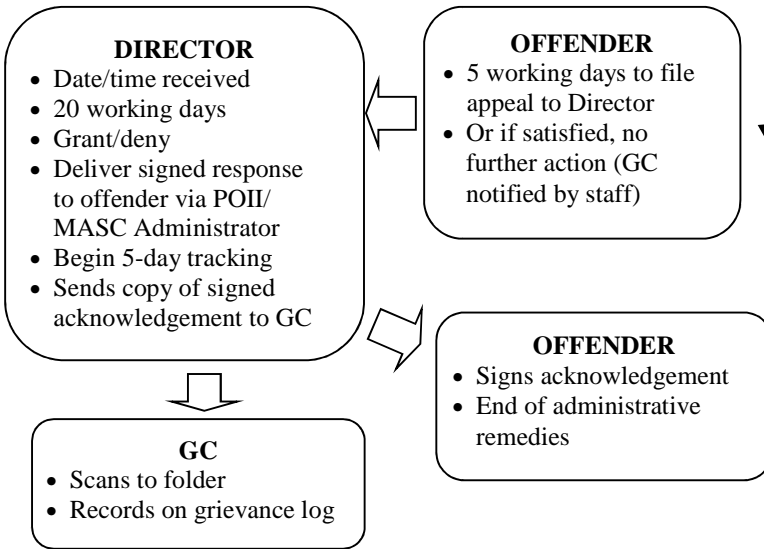 DIRECTOR
• Date/time received
• 20 working days
• Grant/deny
• Deliver signed response
to offender via POII/
MASC Administrator
• Begin 5-day tracking
• Sends copy of signed
acknowledgement to GC
OFFENDER
• 5 working days to file
appeal to Director
• Or if satisfied, no
further action (GC
notified by staff)
OFFENDER
• Signs acknowledgement
• End of administrative
remedies
GC
• Scans to folder
• Records on grievance log